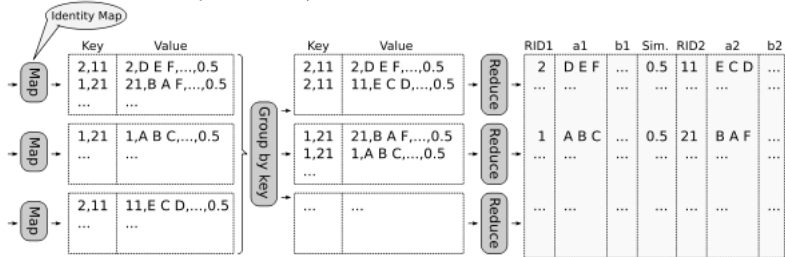 Identity Map
Key Value
Map
2,11 2,D E F,...,0.5
1,21 21,B A F,...,0.5
... ...
Map
1,21 1,A B C,...,0.5
... ...
Map
2,11 11,E C D,...,0.5
... ...
Group by key
Key Value
2,11 2,D E F,...,0.5
2,11 11,E C D,...,0.5
1,21 21,B A F,...,0.5
1,21 1,A B C,...,0.5
...
... ...
Reduce
Reduce
Reduce
RID1 a1 b1 Sim. RID2 a2 b2
2 D E F ... 0.5 11 E C D ...
... ... ... ... ...
1 A B C ... 0.5 21 B A F ...
... ... ... ... ...
... ... ... ... ...